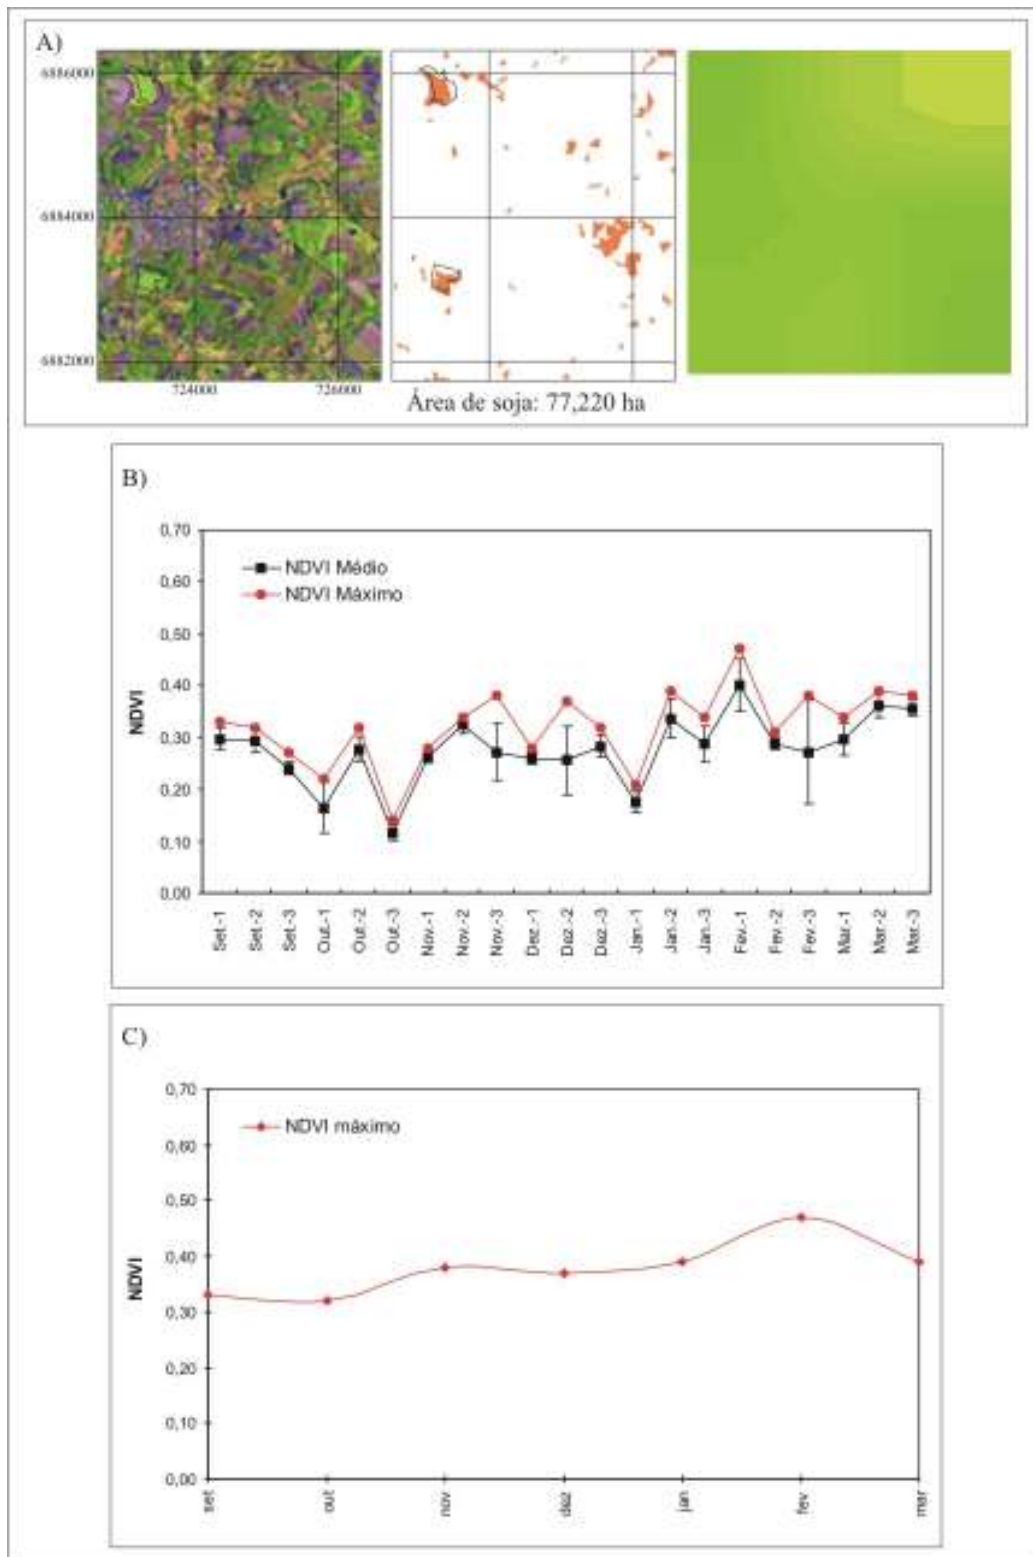 A)
6886000
6884000
6882000
724000
726000
Área de soja: 77,220 ha
B)
0,70
0,60
0,50
0,40
0,30
0,20
0,10
0,00
NDVI
NDVI Médio
NDVI Máximo
Set.-1
Set.-2
Set.-3
Out.-1
Out.-2
Out.-3
Nov.-1
Nov.-2
Nov.-3
Dez.-1
Dez.-2
Dez.-3
Jan.-1
Jan.-2
Jan.-3
Fev.-1
Fev.-2
Fev.-3
Mar.-1
Mar.-2
Mar.-3
C)
0,70
0,60
0,50
0,40
0,30
0,20
0,10
0,00
NDVI
NDVI máximo
set
out
nov
dez
jan
fev
mar